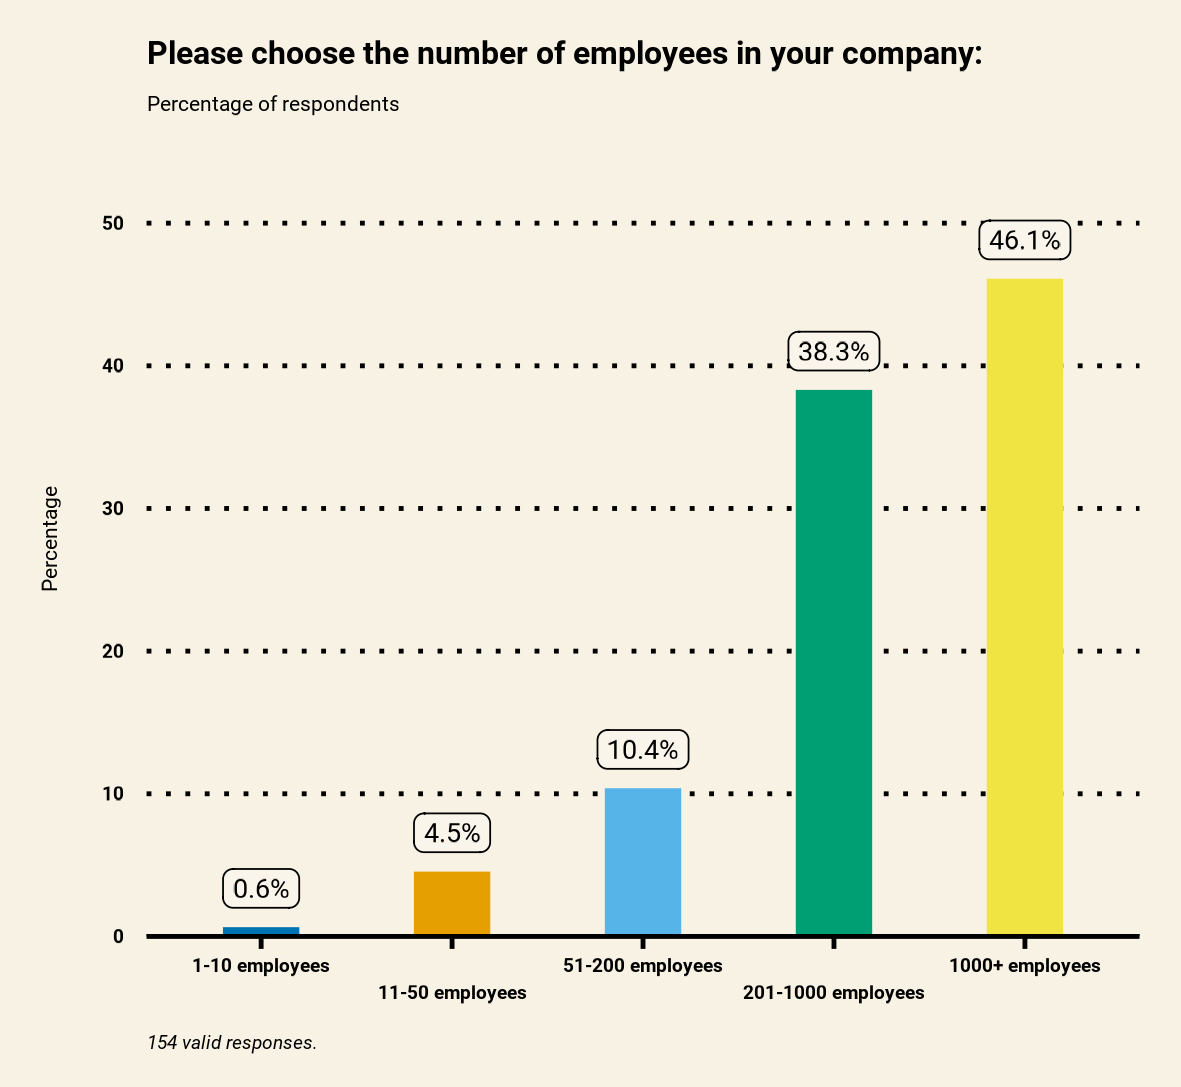 Please choose the number of employees in your company:
Percentage of respondents
50
46.1%
38.3%
40
Percentage
30
20
10.4%
10
4.5%
0.6%
0
1-10 employees
11-50 employees
51-200 employees
201-1000 employees
1000+ employees
154 valid responses.